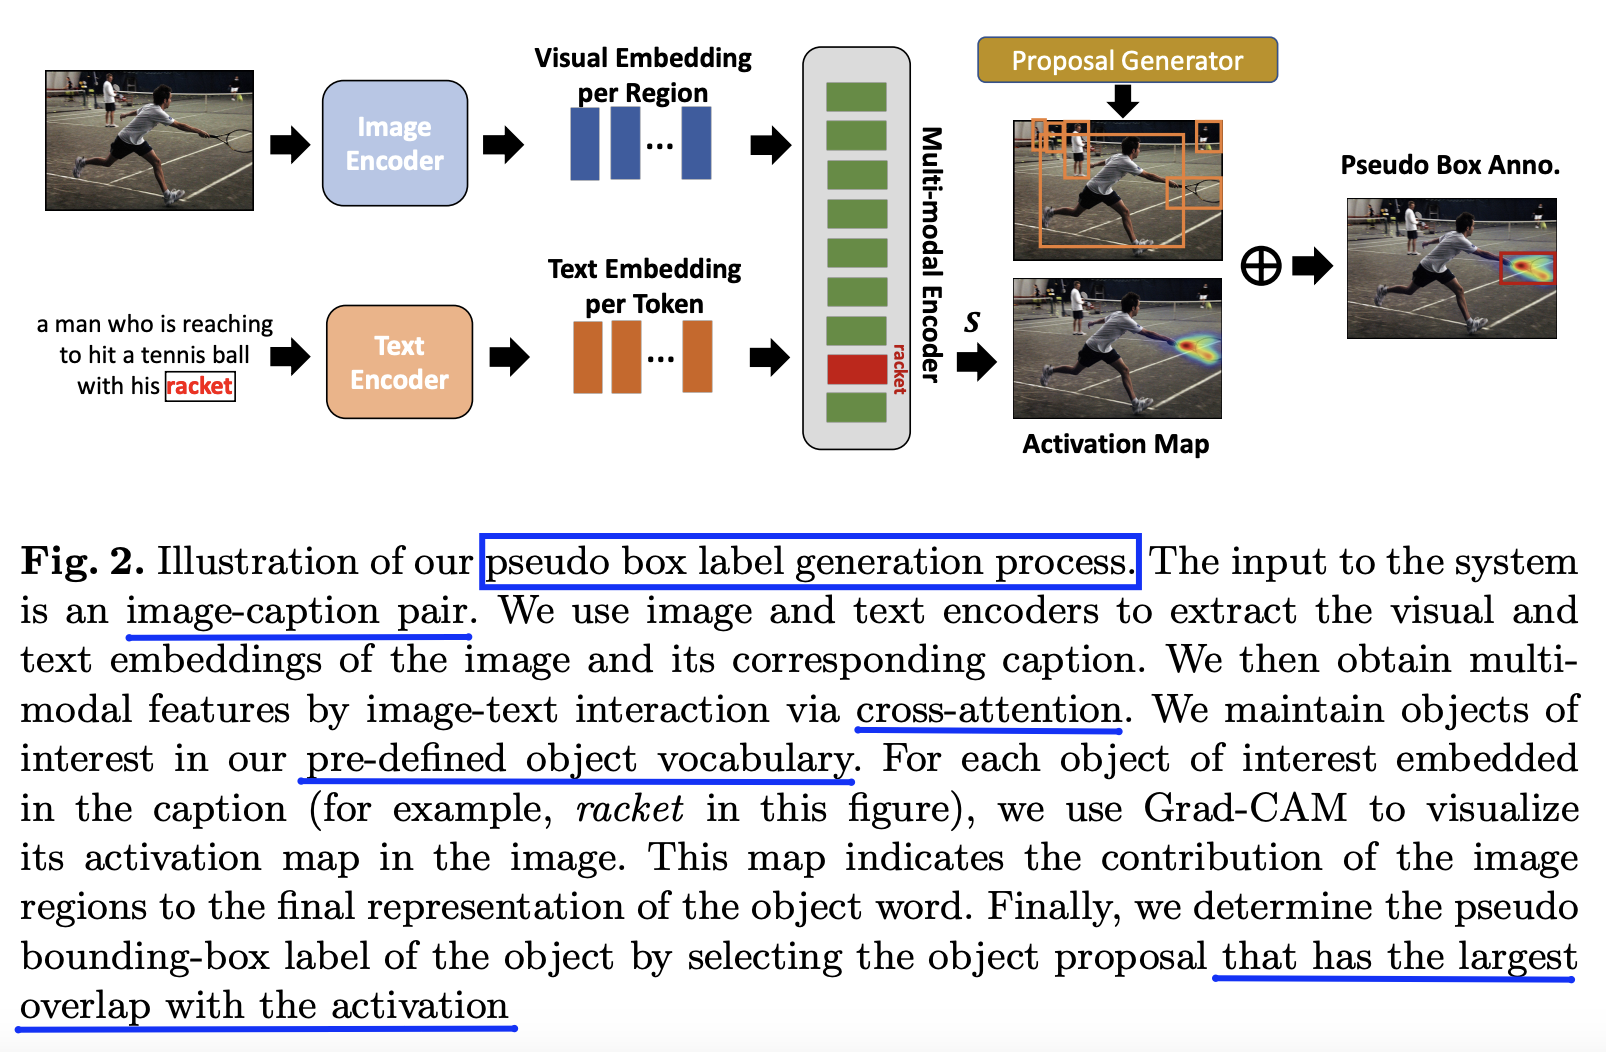 Visual Embedding
per Region
Proposal Generator
Image
Encoder
Pseudo Box Anno.
Multi-modal Encoder
Text Embedding
per Token
a man who is reaching
to hit a tennis ball
with his racket
Text
Encoder
racket
S
Activation Map
Fig. 2. Illustration of our pseudo box label generation process. The input to the system
is an image-caption pair. We use image and text encoders to extract the visual and
text embeddings of the image and its corresponding caption. We then obtain multi-
modal features by image-text interaction via cross-attention. We maintain objects of
interest in our pre-defined object vocabulary. For each object of interest embedded
in the caption (for example, racket in this figure), we use Grad-CAM to visualize
its activation map in the image. This map indicates the contribution of the image
regions to the final representation of the object word. Finally, we determine the pseudo
bounding-box label of the object by selecting the object proposal that has the largest
overlap with the activation